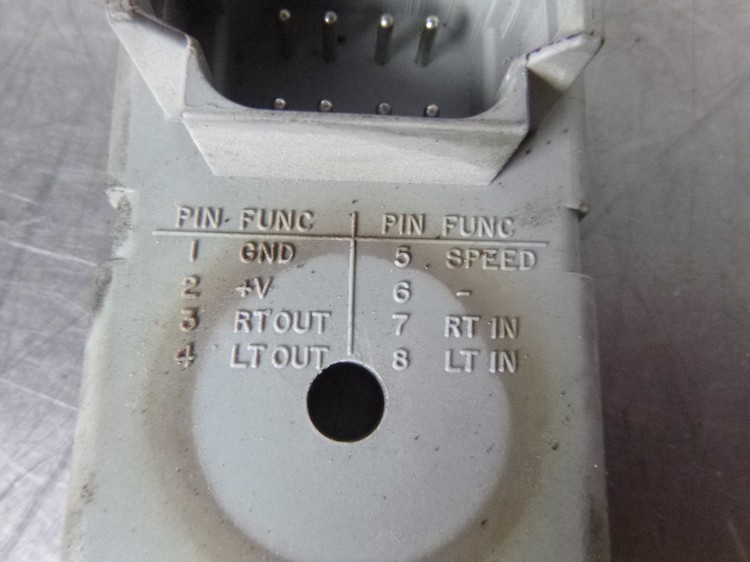 PIN FUNC PIN FUNC
1 GND 5 SPEED
2 +V 6 -
3 RT OUT 7 RT IN
4 LT OUT 8 LT IN